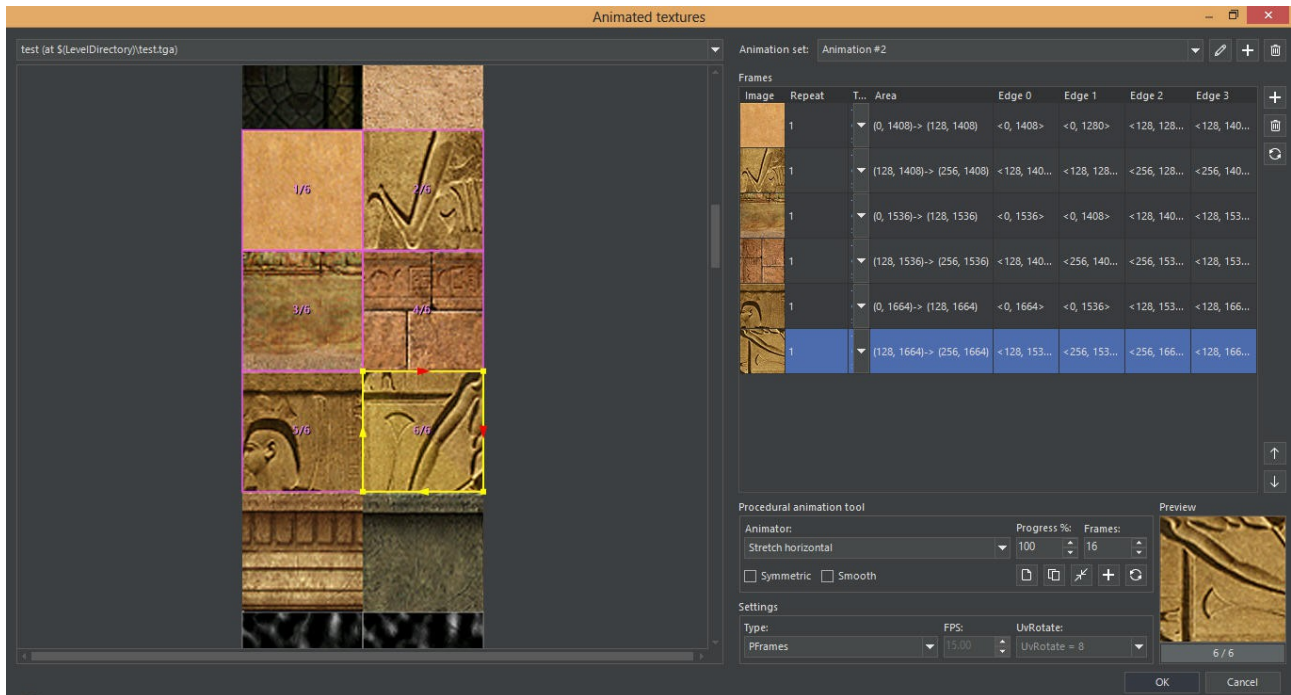 Animated textures
test (at $(LevelDirectory)\test.tga)
1/6
2/6
3/6
4/6
5/6
6/6
Animation set: Animation #2
Frames
Image Repeat T... Area Edge 0 Edge 1 Edge 2 Edge 3
1 (0, 1408)-> (128, 1408) <0, 1408> <0, 1280> <128, 128... <128, 140...
1 (128, 1408)-> (256, 1408) <128, 140... <128, 128... <256, 128... <256, 140...
1 (0, 1536)-> (128, 1536) <0, 1536> <0, 1408> <128, 140... <128, 153...
1 (128, 1536)-> (256, 1536) <128, 140... <256, 140... <256, 153... <128, 153...
1 (0, 1664)-> (128, 1664) <0, 1664> <0, 1536> <128, 153... <128, 166...
1 (128, 1664)-> (256, 1664) <128, 153... <256, 153... <256, 166... <128, 166...
Procedural animation tool
Animator: Progress %: Frames:
Stretch horizontal 100 16
Symmetric Smooth
Settings
Type: FPS: UvRotate:
PFrames 15.00 UvRotate = 8
Preview
6 / 6
OK Cancel